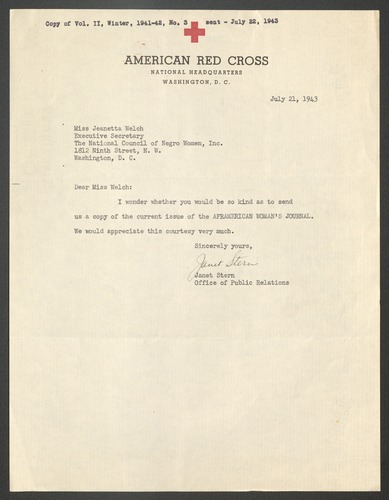 Copy of Vol. II, Winter, 1941-42, No. 3 sent - July 22, 1943
AMERICAN RED CROSS
NATIONAL HEADQUARTERS
WASHINGTON, D. C.
July 21, 1943
Miss Jeanetta Welch
Executive Secretary
The National Council of Negro Women, Inc.
1812 Ninth Street, N. W.
Washington, D. C.
Dear Miss Welch:
I wonder whether you would be so kind as to send
us a copy of the current issue of the AFRAMERICAN WOMAN'S JOURNAL.
We would appreciate this courtesy very much.
Sincerely yours,
Janet Stern
Janet Stern
Office of Public Relations